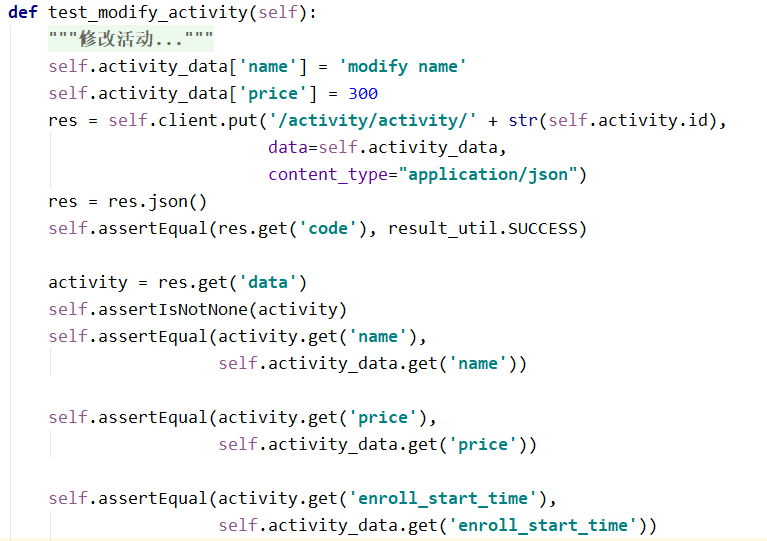 def test_modify_activity(self):
    """修改活动..."""
    self.activity_data['name'] = 'modify name'
    self.activity_data['price'] = 300
    res = self.client.put('/activity/activity/' + str(self.activity.id),
                          data=self.activity_data,
                          content_type="application/json")
    res = res.json()
    self.assertEqual(res.get('code'), result_util.SUCCESS)

    activity = res.get('data')
    self.assertIsNotNone(activity)
    self.assertEqual(activity.get('name'),
                     self.activity_data.get('name'))

    self.assertEqual(activity.get('price'),
                     self.activity_data.get('price'))

    self.assertEqual(activity.get('enroll_start_time'),
                     self.activity_data.get('enroll_start_time'))